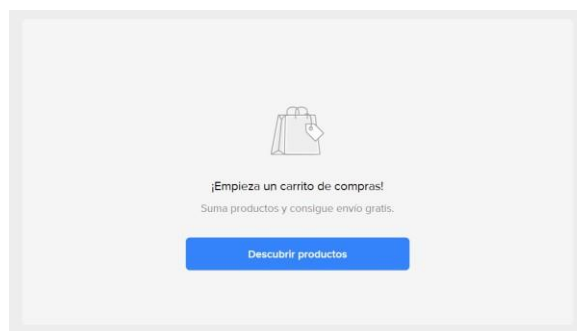 ¡Empieza un carrito de compras!
Suma productos y consigue envío gratis.
Descubrir productos